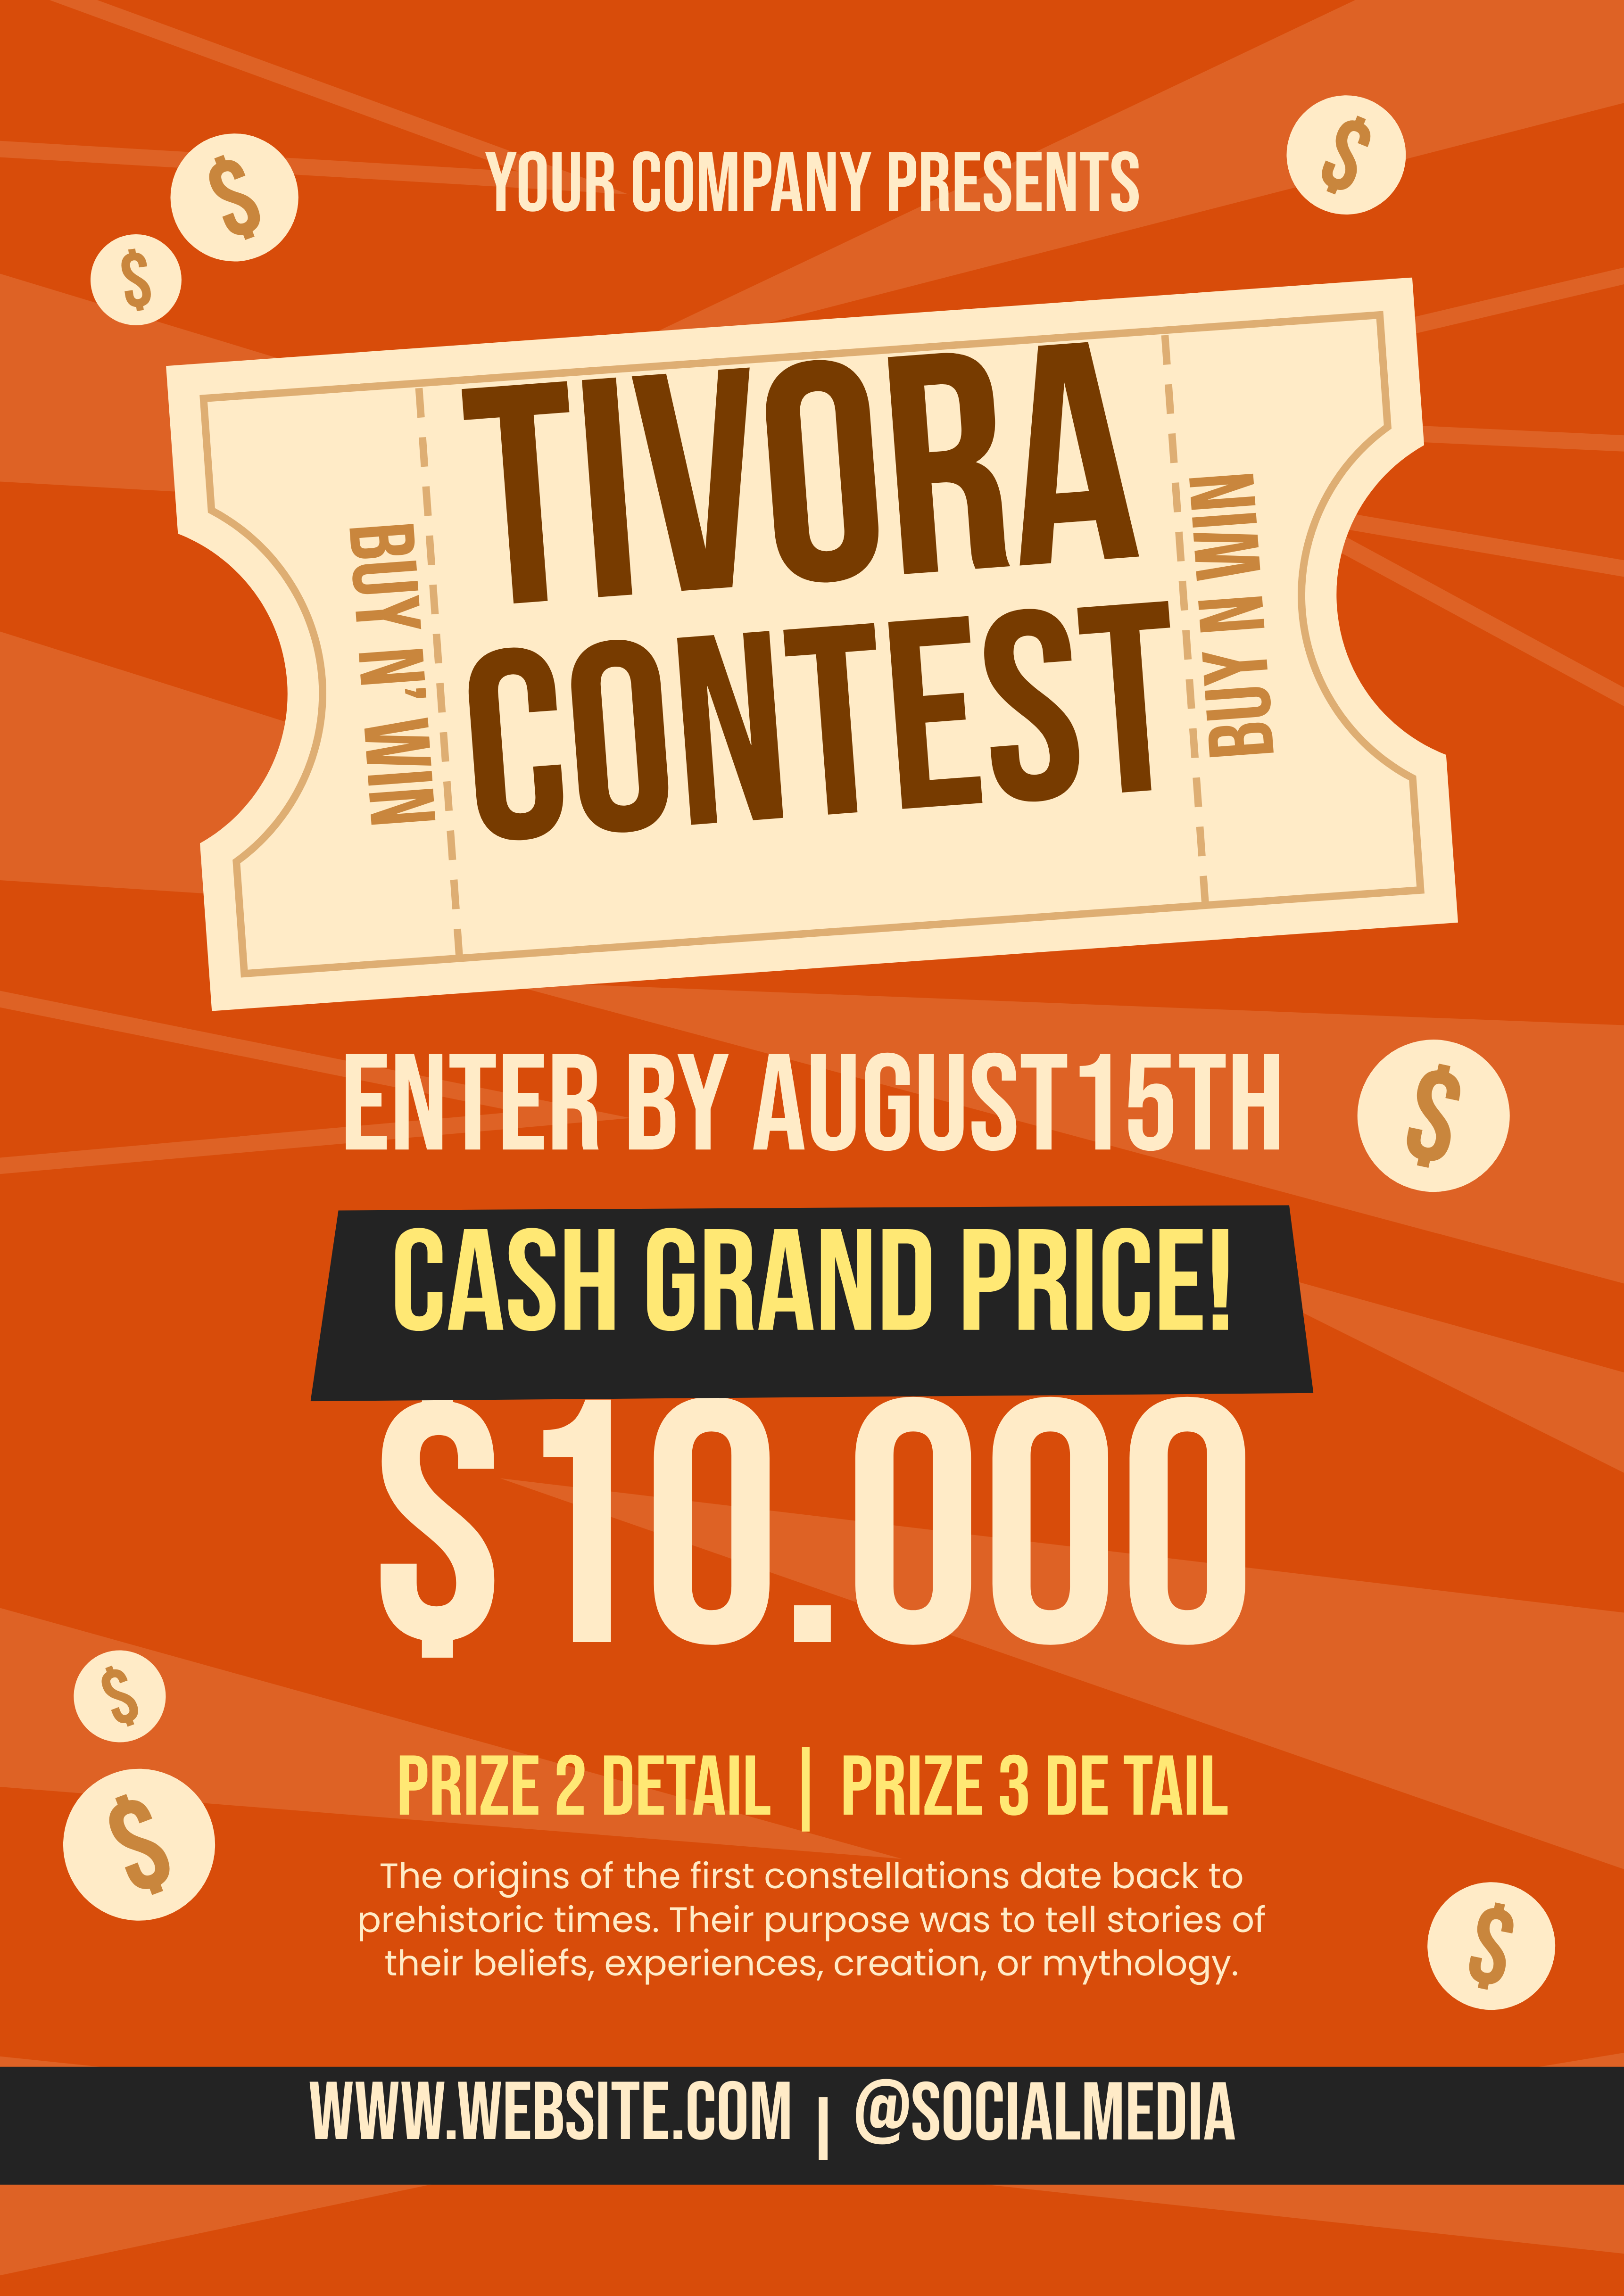 YOUR COMPANY PRESENTS
TIVORA
CONTEST
BUY N' WIN
BUY N WIN
ENTER BY AUGUST 15TH
CASH GRAND PRICE!
$10.000
PRIZE 2 DETAIL | PRIZE 3 DE TAIL
The origins of the first constellations date back to
prehistoric times. Their purpose was to tell stories of
their beliefs, experiences, creation, or mythology.
WWW.WEBSITE.COM | @SOCIALMEDIA
$
$
$
$
$
$
$